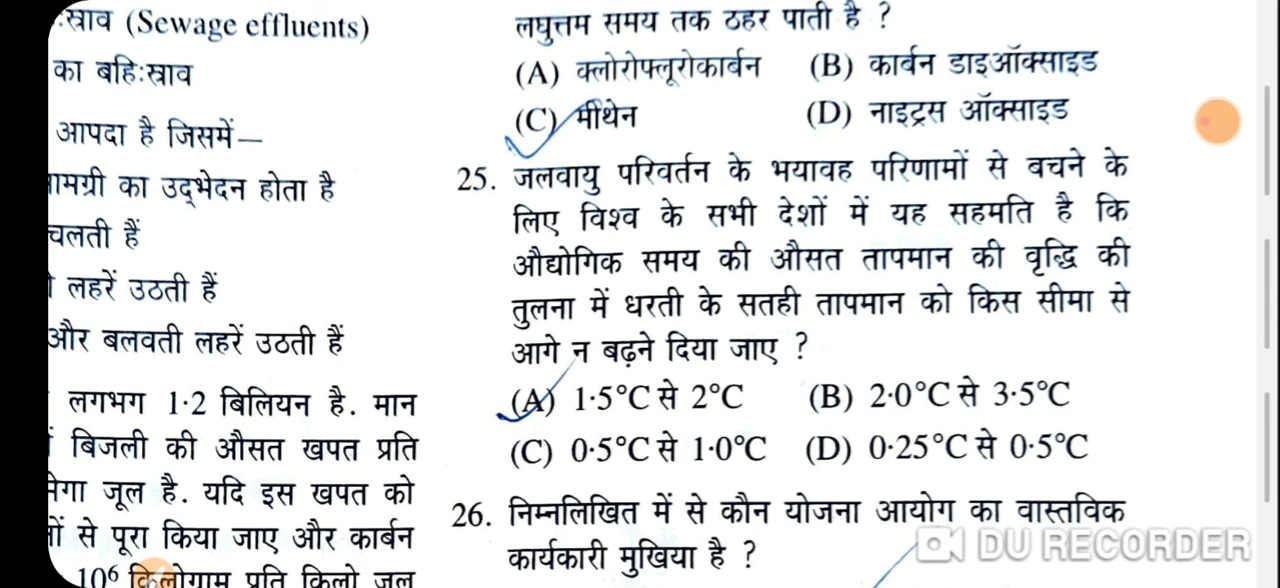 :स्राव (Sewage effluents)
का बहिःस्राव
आपदा है जिसमें—
ामग्री का उद्‌भेदन होता है
चलती हैं
लहरें उठती हैं
और बलवती लहरें उठती हैं
लगभग 1·2 बिलियन है. मान
बिजली की औसत खपत प्रति
मेगा जूल है. यदि इस खपत को
से पूरा किया जाए और कार्बन
10⁶ किलोग्राम प्रति किलो जूल
लघुत्तम समय तक ठहर पाती है ?
(A) क्लोरोफ्लूरोकार्बन (B) कार्बन डाइऑक्साइड
(C) मीथेन (D) नाइट्रस ऑक्साइड
25. जलवायु परिवर्तन के भयावह परिणामों से बचने के
लिए विश्व के सभी देशों में यह सहमति है कि
औद्योगिक समय की औसत तापमान की वृद्धि की
तुलना में धरती के सतही तापमान को किस सीमा से
आगे न बढ़ने दिया जाए ?
(A) 1·5°C से 2°C (B) 2·0°C से 3·5°C
(C) 0·5°C से 1·0°C (D) 0·25°C से 0·5°C
26. निम्नलिखित में से कौन योजना आयोग का वास्तविक
कार्यकारी मुखिया है ?
DU RECORDER